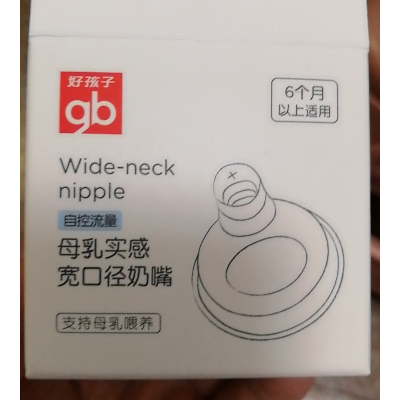 好孩子
gb
6个月
以上适用
Wide-neck
nipple
自控流量
母乳实感
宽口径奶嘴
支持母乳喂养